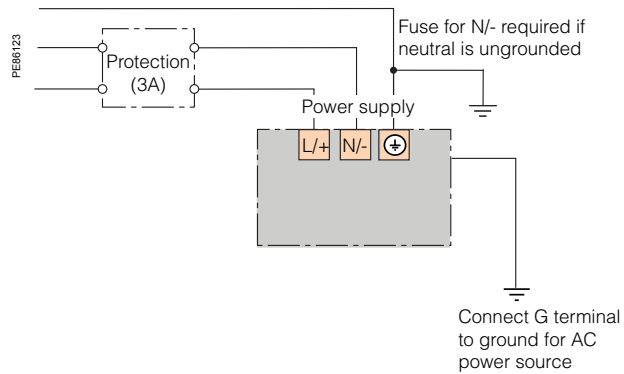 PE86123
Fuse for N/- required if
neutral is ungrounded
Protection
(3A)
Power supply
L/+ N/-
Connect G terminal
to ground for AC
power source